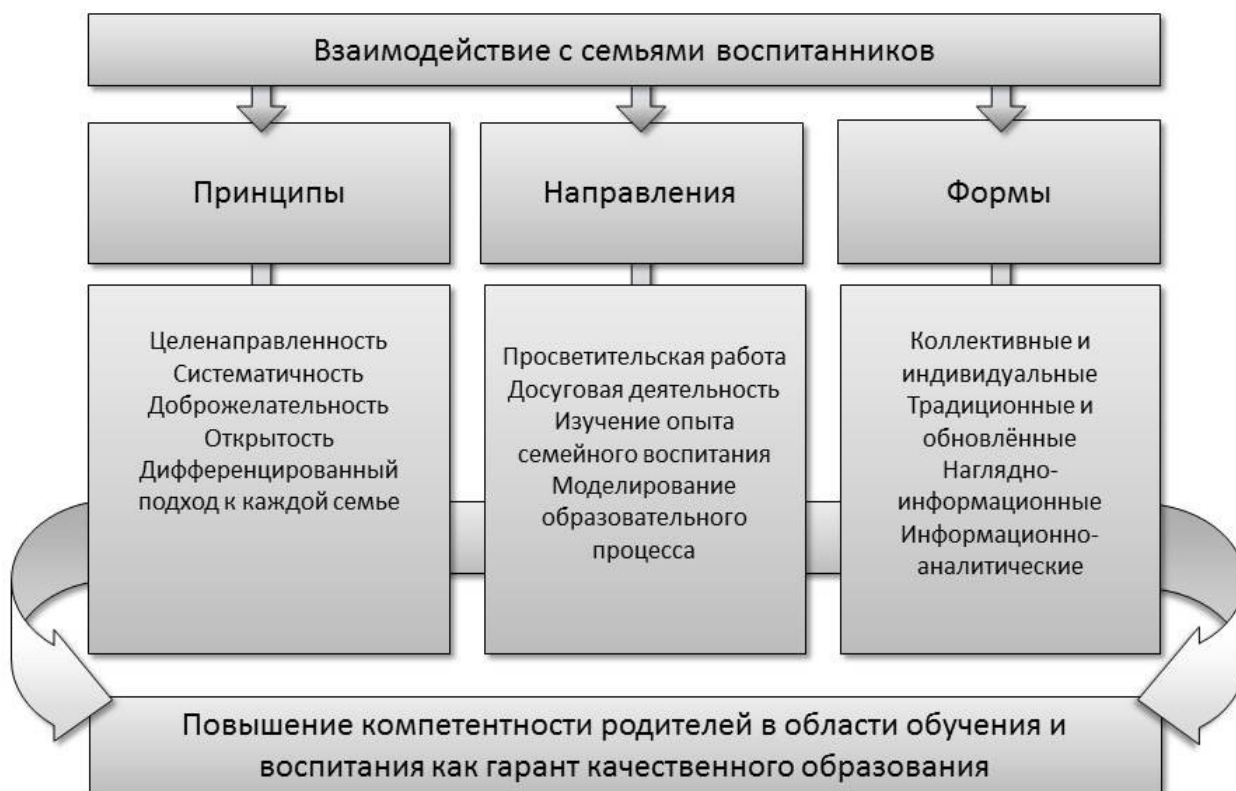 Взаимодействие с семьями воспитанников
Принципы
Направления
Формы
Целенаправленность
Систематичность
Доброжелательность
Открытость
Дифференцированный
подход к каждой семье
Просветительская работа
Досуговая деятельность
Изучение опыта
семейного воспитания
Моделирование
образовательного
процесса
Коллективные и
индивидуальные
Традиционные и
обновлённые
Наглядно-
информационные
Информационно-
аналитические
Повышение компетентности родителей в области обучения и
воспитания как гарант качественного образования